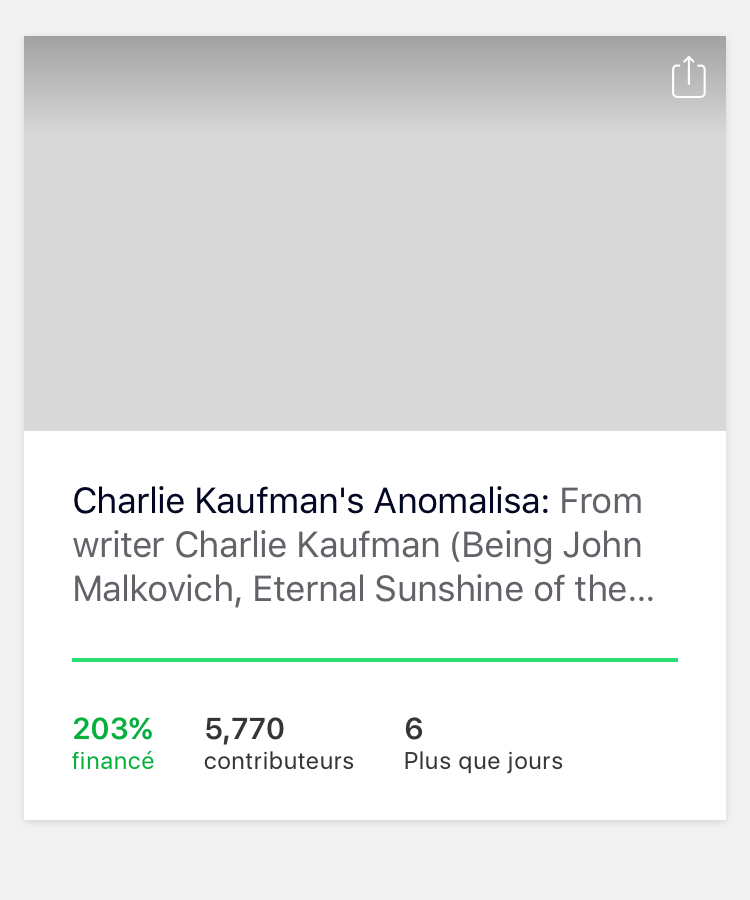 Charlie Kaufman's Anomalisa: From
writer Charlie Kaufman (Being John
Malkovich, Eternal Sunshine of the...
203% 5,770 6
financé contributeurs Plus que jours